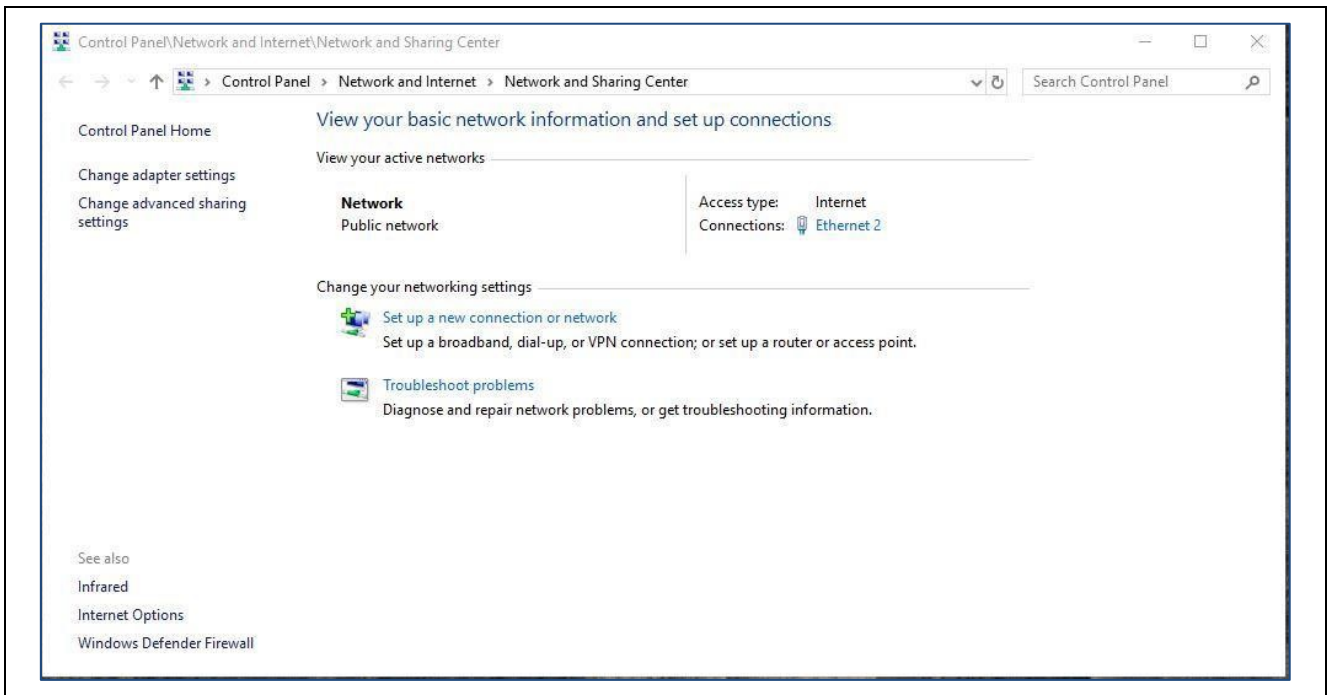 Control Panel\Network and Internet\Network and Sharing Center
Control Panel > Network and Internet > Network and Sharing Center
Search Control Panel
Control Panel Home
Change adapter settings
Change advanced sharing
settings
View your basic network information and set up connections
View your active networks
Network
Public network
Access type: Internet
Connections: Ethernet 2
Change your networking settings
Set up a new connection or network
Set up a broadband, dial-up, or VPN connection; or set up a router or access point.
Troubleshoot problems
Diagnose and repair network problems, or get troubleshooting information.
See also
Infrared
Internet Options
Windows Defender Firewall